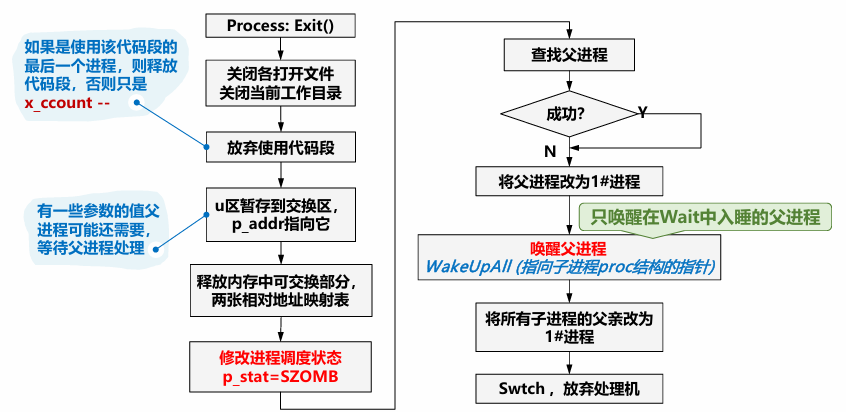 Process: Exit()
如果是使用该代码段的
最后一个进程，则释放
代码段，否则只是
x_ccount --
关闭各打开文件
关闭当前工作目录
放弃使用代码段
有一些参数的值父
进程可能还需要，
等待父进程处理
u区暂存到交换区，
p_addr指向它
释放内存中可交换部分，
两张相对地址映射表
修改进程调度状态
p_stat=SZOMB
查找父进程
成功？
Y
N
将父进程改为1#进程
只唤醒在Wait中入睡的父进程
唤醒父进程
WakeUpAll (指向子进程proc结构的指针)
将所有子进程的父亲改为
1#进程
Swtch ，放弃处理机